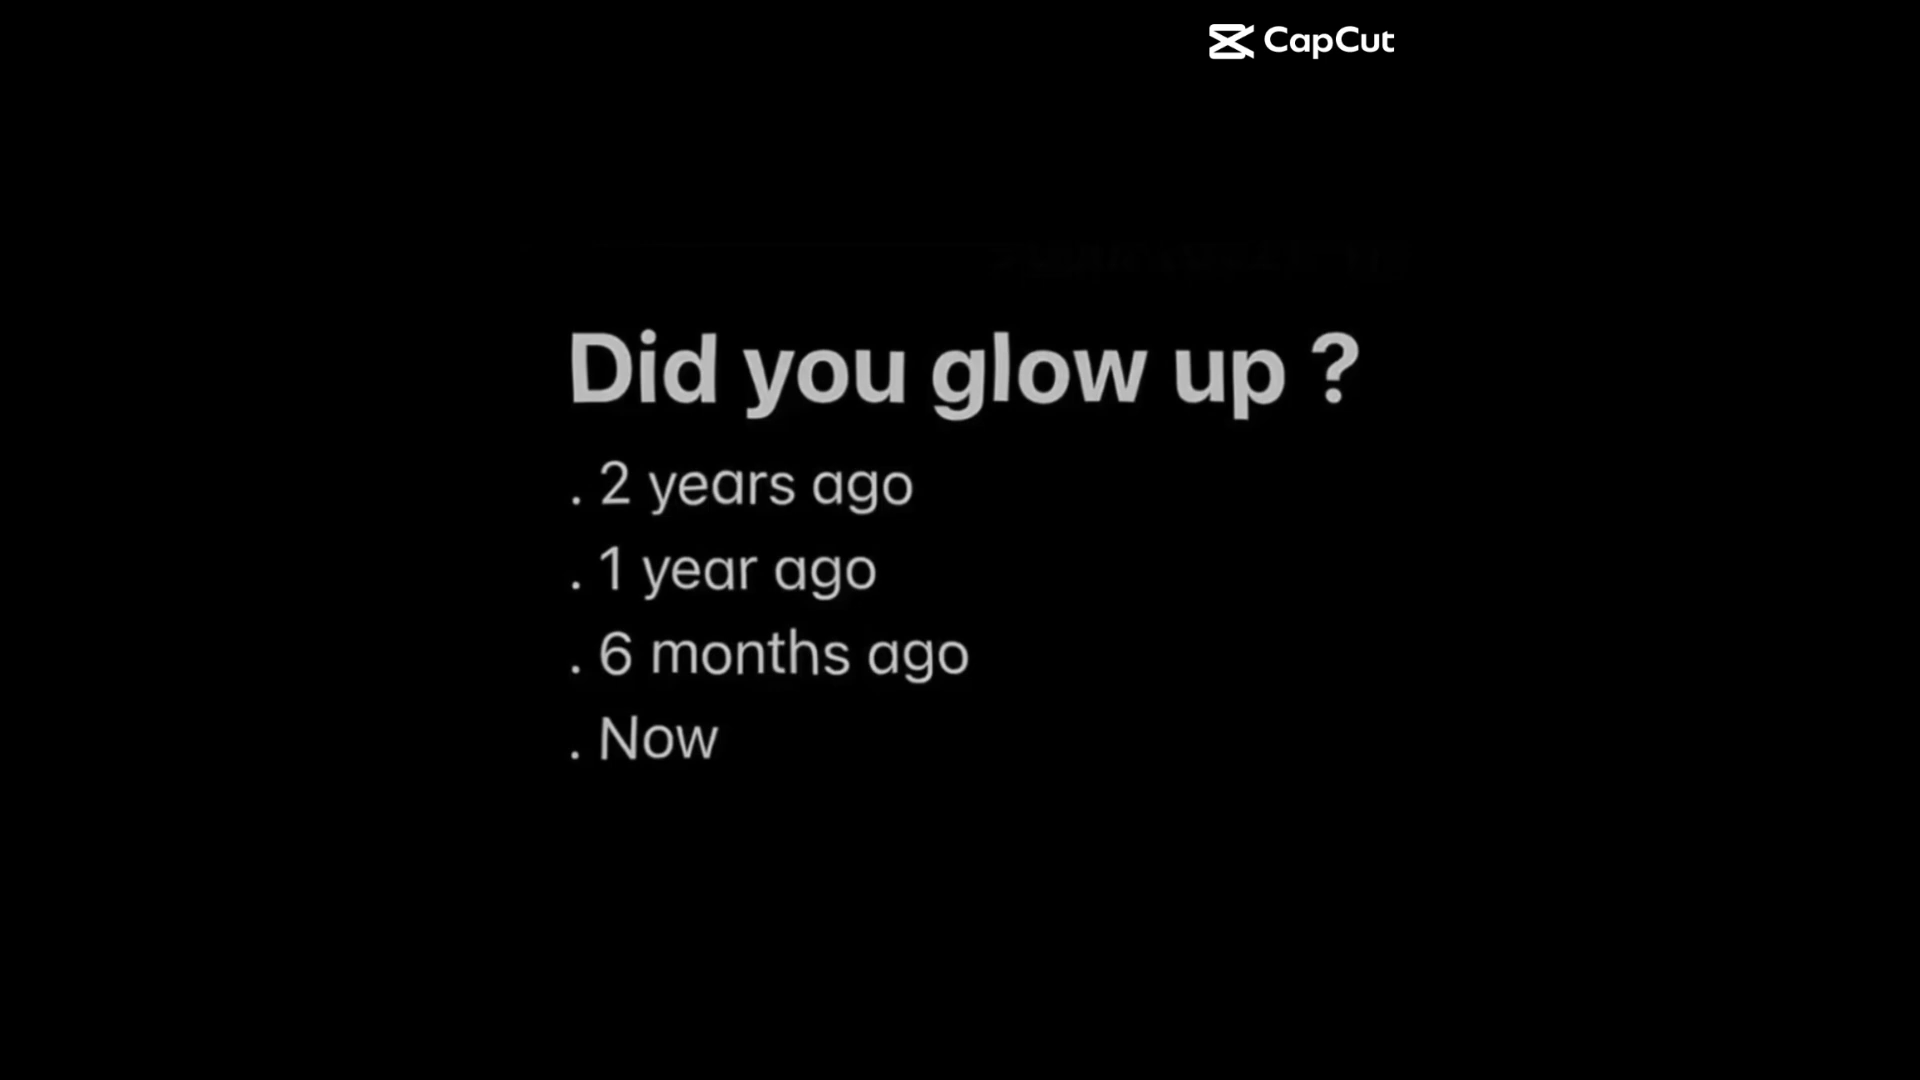 CapCut
Did you glow up ?
. 2 years ago
. 1 year ago
. 6 months ago
. Now